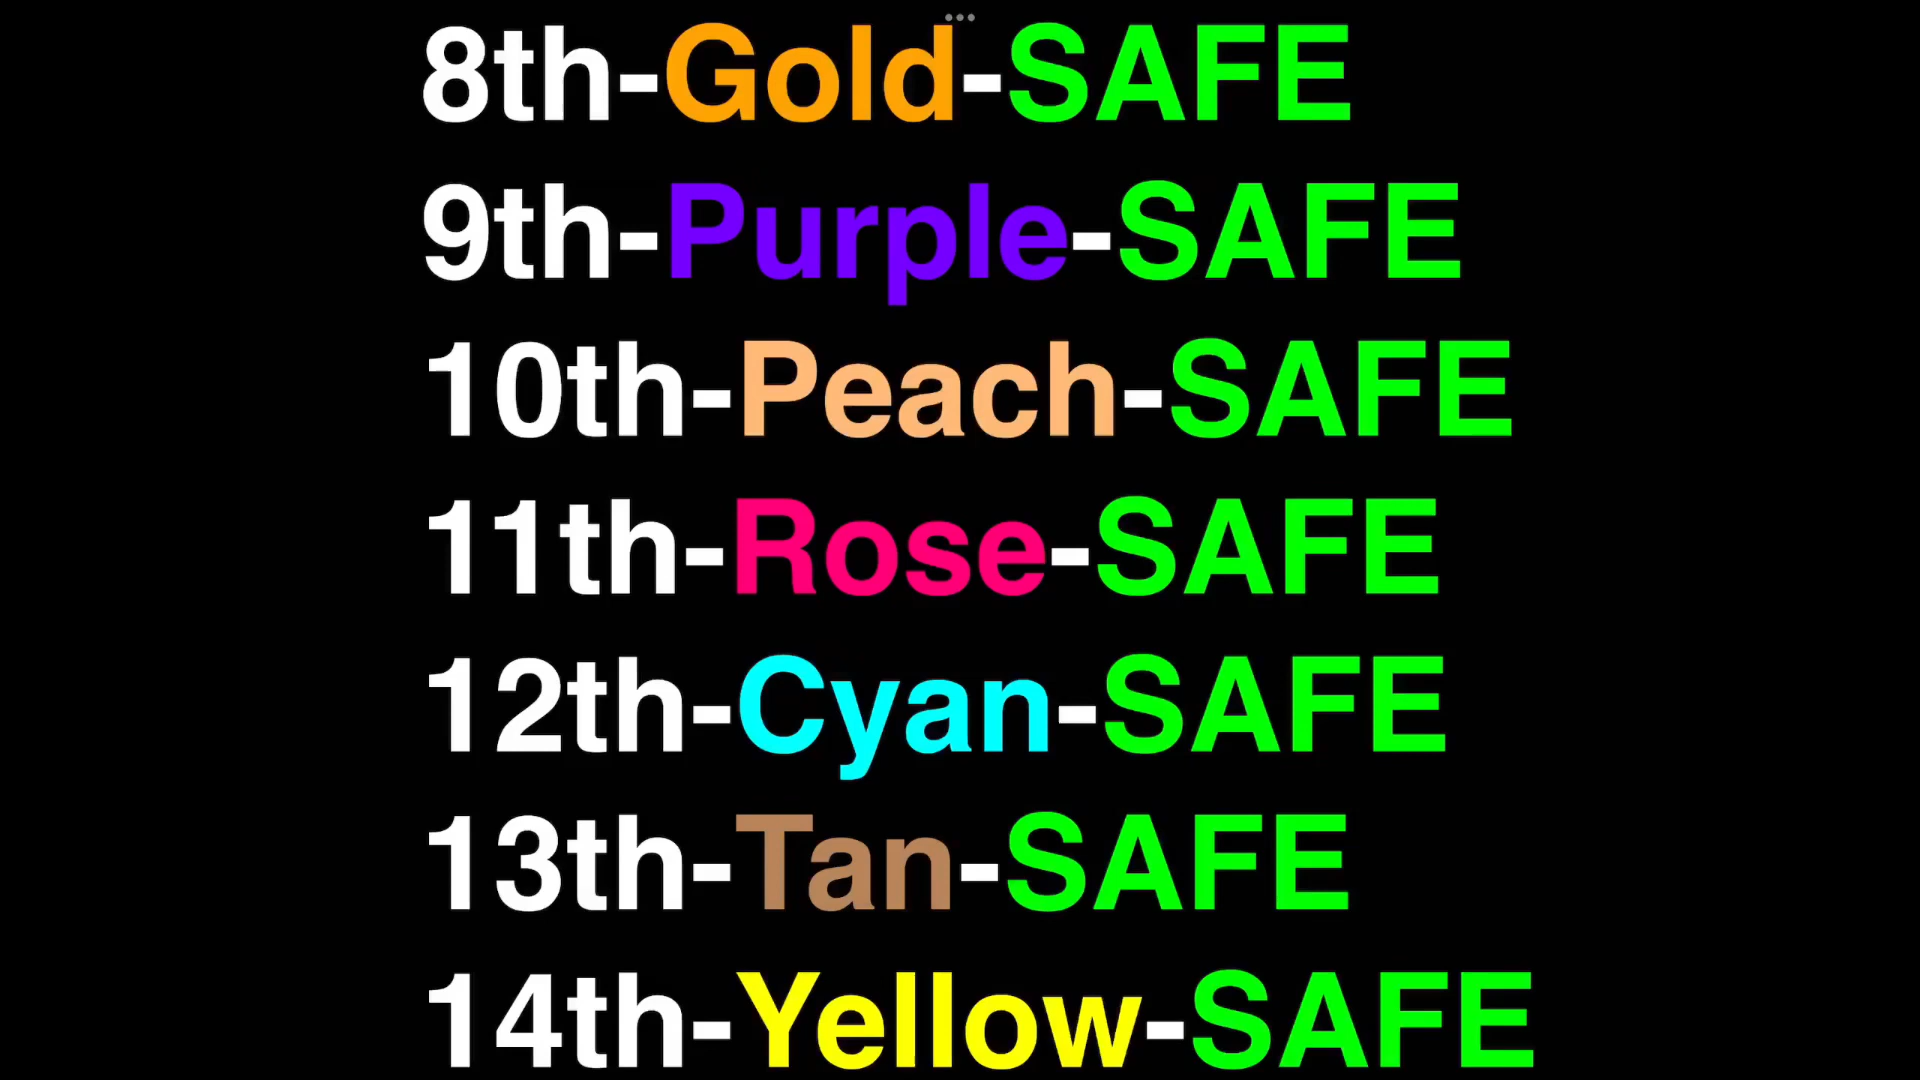 8th-Gold-SAFE
9th-Purple-SAFE
10th-Peach-SAFE
11th-Rose-SAFE
12th-Cyan-SAFE
13th-Tan-SAFE
14th-Yellow-SAFE